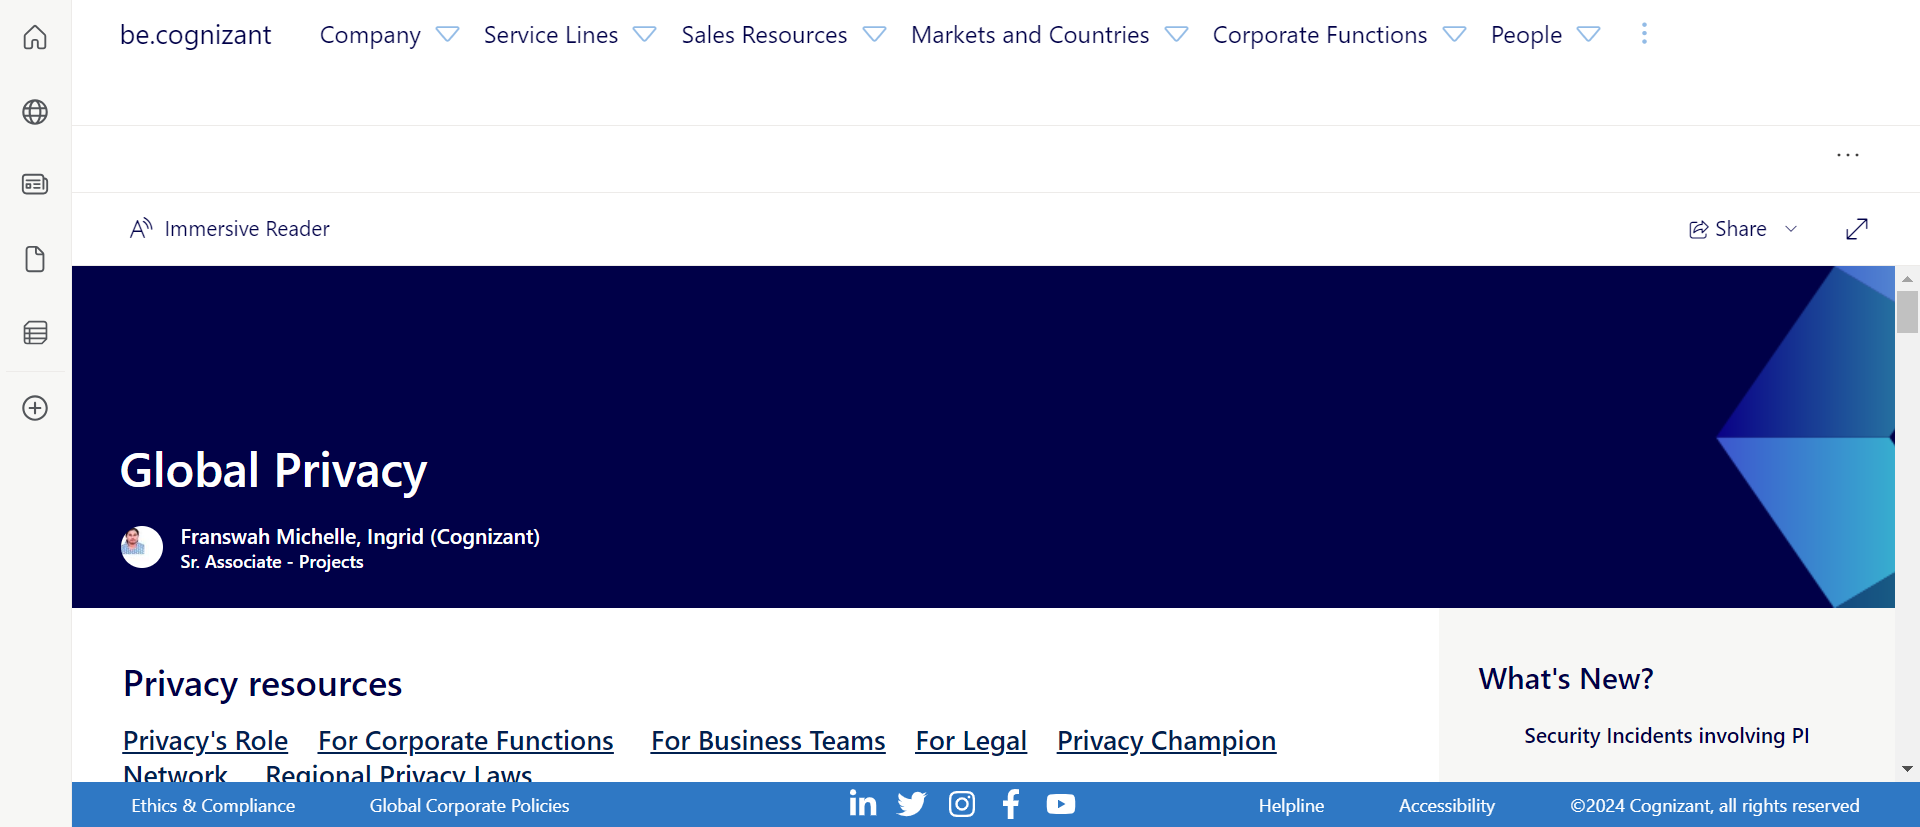 be.cognizant Company Service Lines Sales Resources Markets and Countries Corporate Functions People
Immersive Reader Share
Global Privacy
Franswah Michelle, Ingrid (Cognizant)
Sr. Associate - Projects
Privacy resources
Privacy's Role For Corporate Functions For Business Teams For Legal Privacy Champion
Network Regional Privacy Laws
What's New?
Security Incidents involving PI
Ethics & Compliance Global Corporate Policies Helpline Accessibility ©2024 Cognizant, all rights reserved